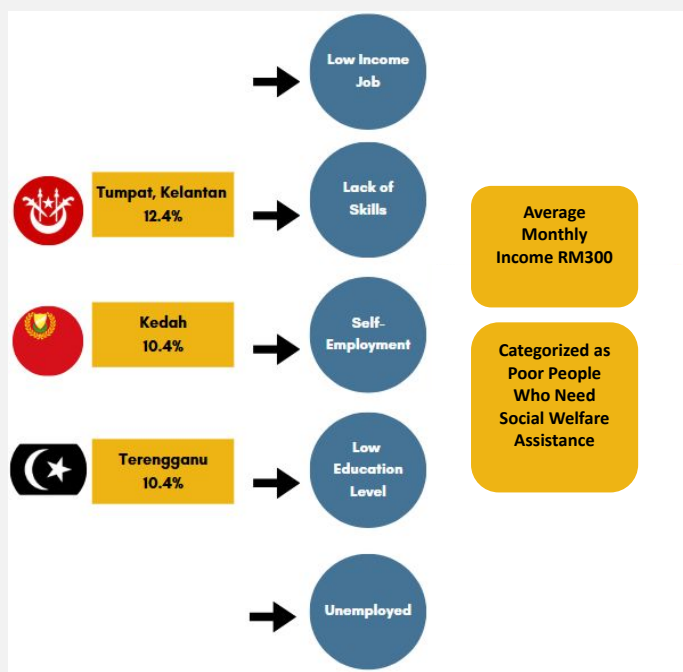 Low Income
Job
Tumpat, Kelantan
12.4%
Lack of
Skills
Kedah
10.4%
Self-
Employment
Terengganu
10.4%
Low
Education
Level
Unemployed
Average
Monthly
Income RM300
Categorized as
Poor People
Who Need
Social Welfare
Assistance